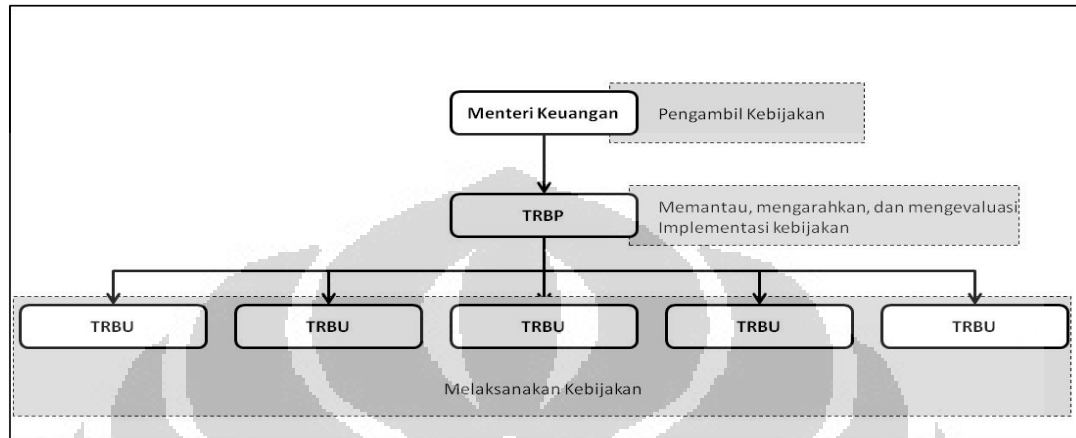 Menteri Keuangan
Pengambil Kebijakan
TRBP
Memantau, mengarahkan, dan mengevaluasi
Implementasi kebijakan
TRBU
TRBU
TRBU
TRBU
TRBU
Melaksanakan Kebijakan